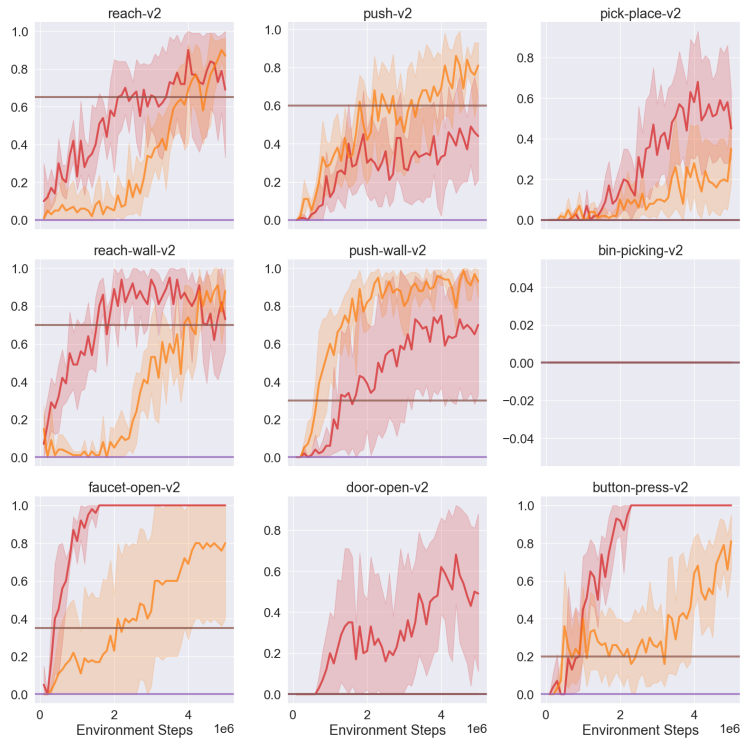 reach-v2 push-v2 pick-place-v2
1.0 1.0
0.8 0.8 0.8
0.6 0.6 0.6
0.4 0.4 0.4
0.2 0.2 0.2
0.0 0.0 0.0
reach-wall-v2 push-wall-v2 bin-picking-v2
1.0 1.0 0.04
0.8 0.8 0.02
0.6 0.6 0.00
0.4 0.4 −0.02
0.2 0.2 −0.04
0.0 0.0
faucet-open-v2 door-open-v2 button-press-v2
1.0 1.0 1.0
0.8 0.8 0.8
0.6 0.6 0.6
0.4 0.4 0.4
0.2 0.2 0.2
0.0 0.0 0.0
0 2 4 0 2 4 0 2 4
Environment Steps 1e6 Environment Steps 1e6 Environment Steps 1e6